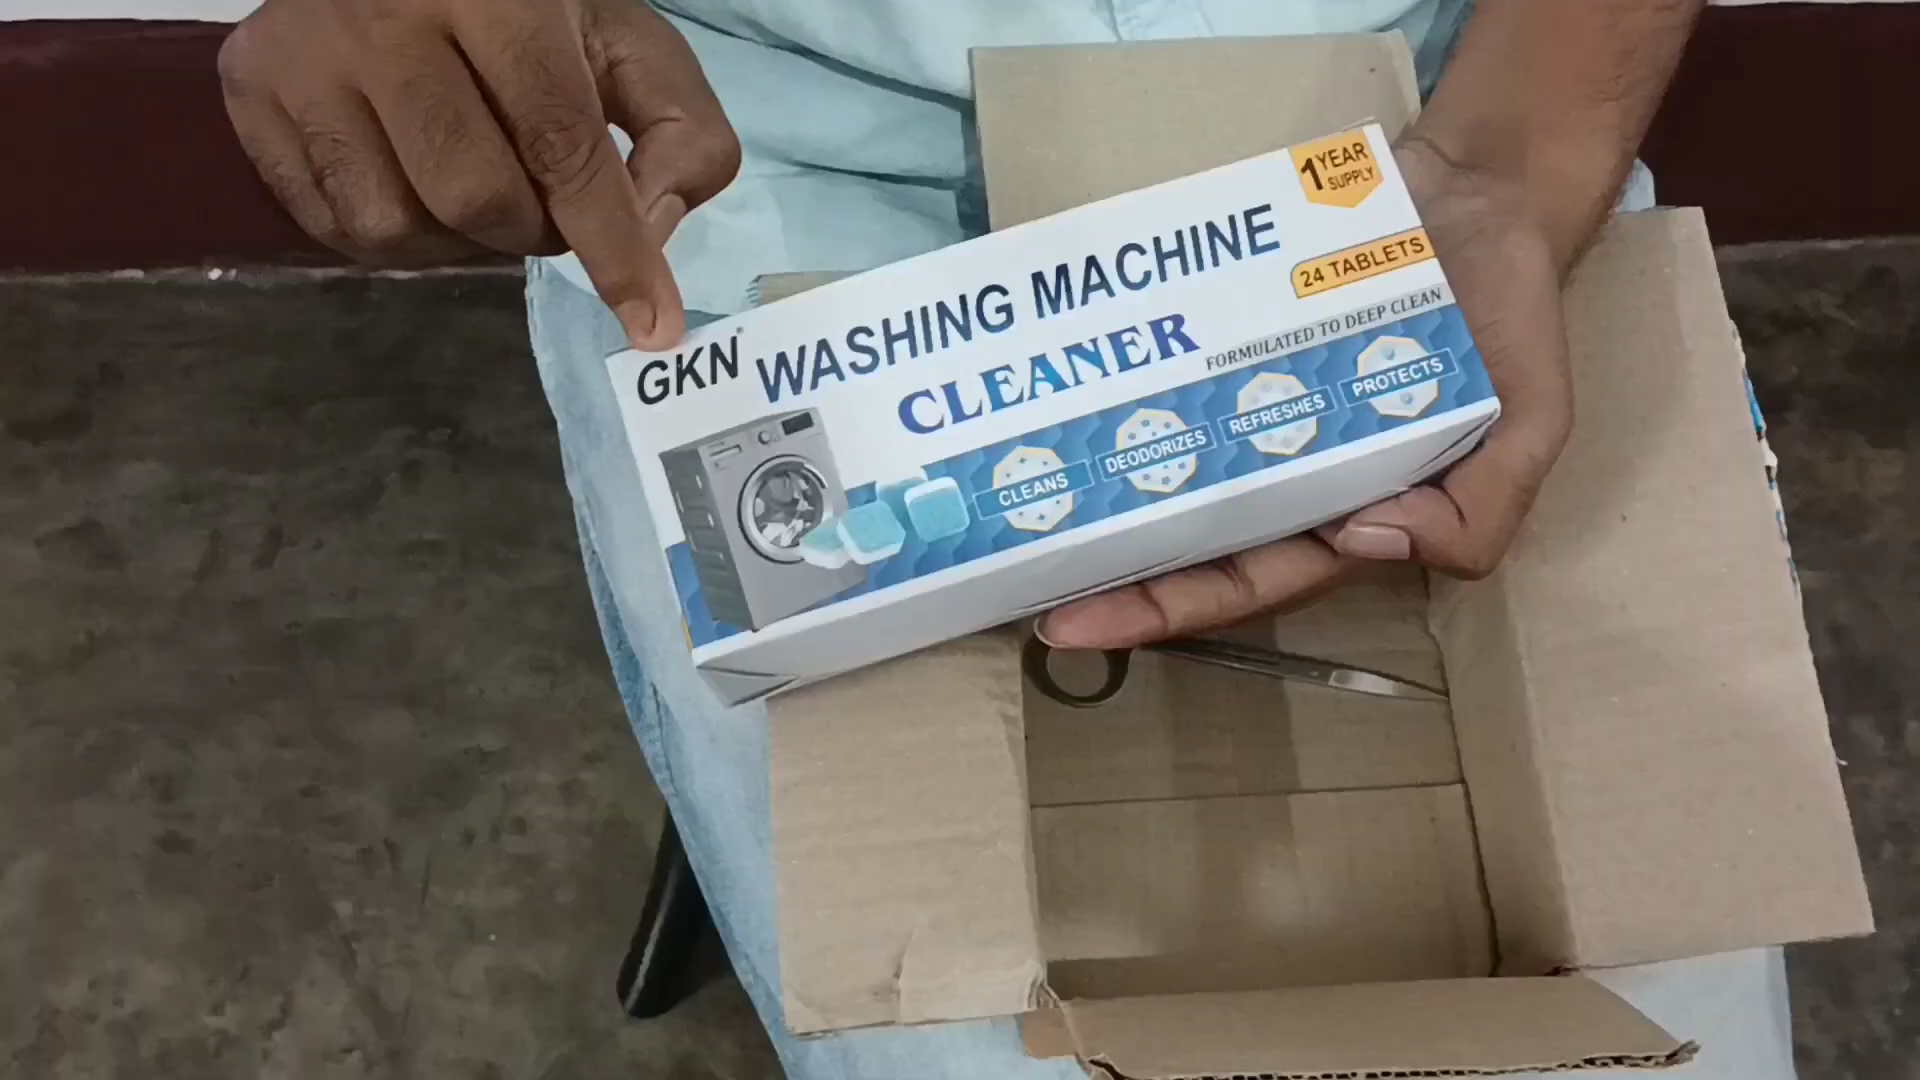 1 YEAR
SUPPLY
24 TABLETS
GKN
WASHING MACHINE
CLEANER
FORMULATED TO DEEP CLEAN
CLEANS
DEODORIZES
REFRESHES
PROTECTS